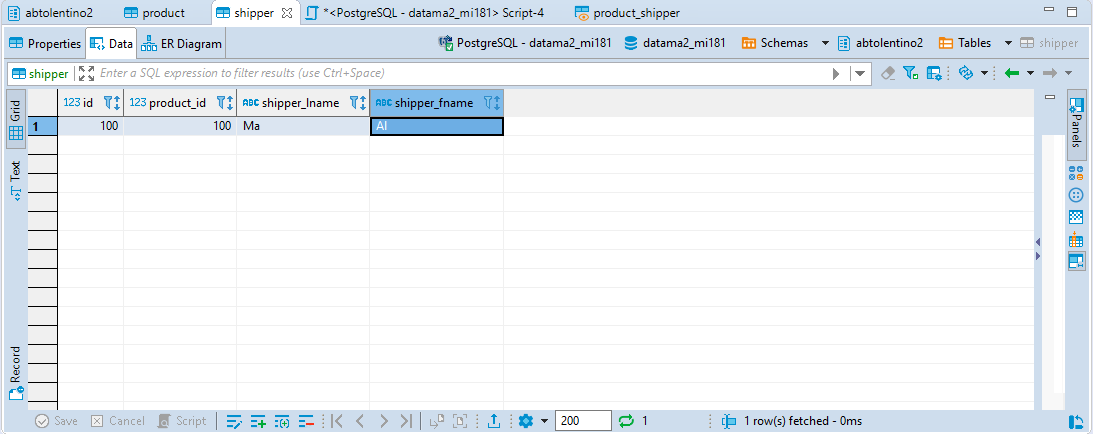 abtolentino2 product shipper *<PostgreSQL - datama2_mi181> Script-4 product_shipper
Properties Data ER Diagram PostgreSQL - datama2_mi181 datama2_mi181 Schemas abtolentino2 Tables shipper
shipper Enter a SQL expression to filter results (use Ctrl+Space)
Grid
Text
Record
123 id 123 product_id ABC shipper_lname ABC shipper_fname
1 100 100 Ma Al
Panels
Save Cancel Script 200 1 1 row(s) fetched - 0ms